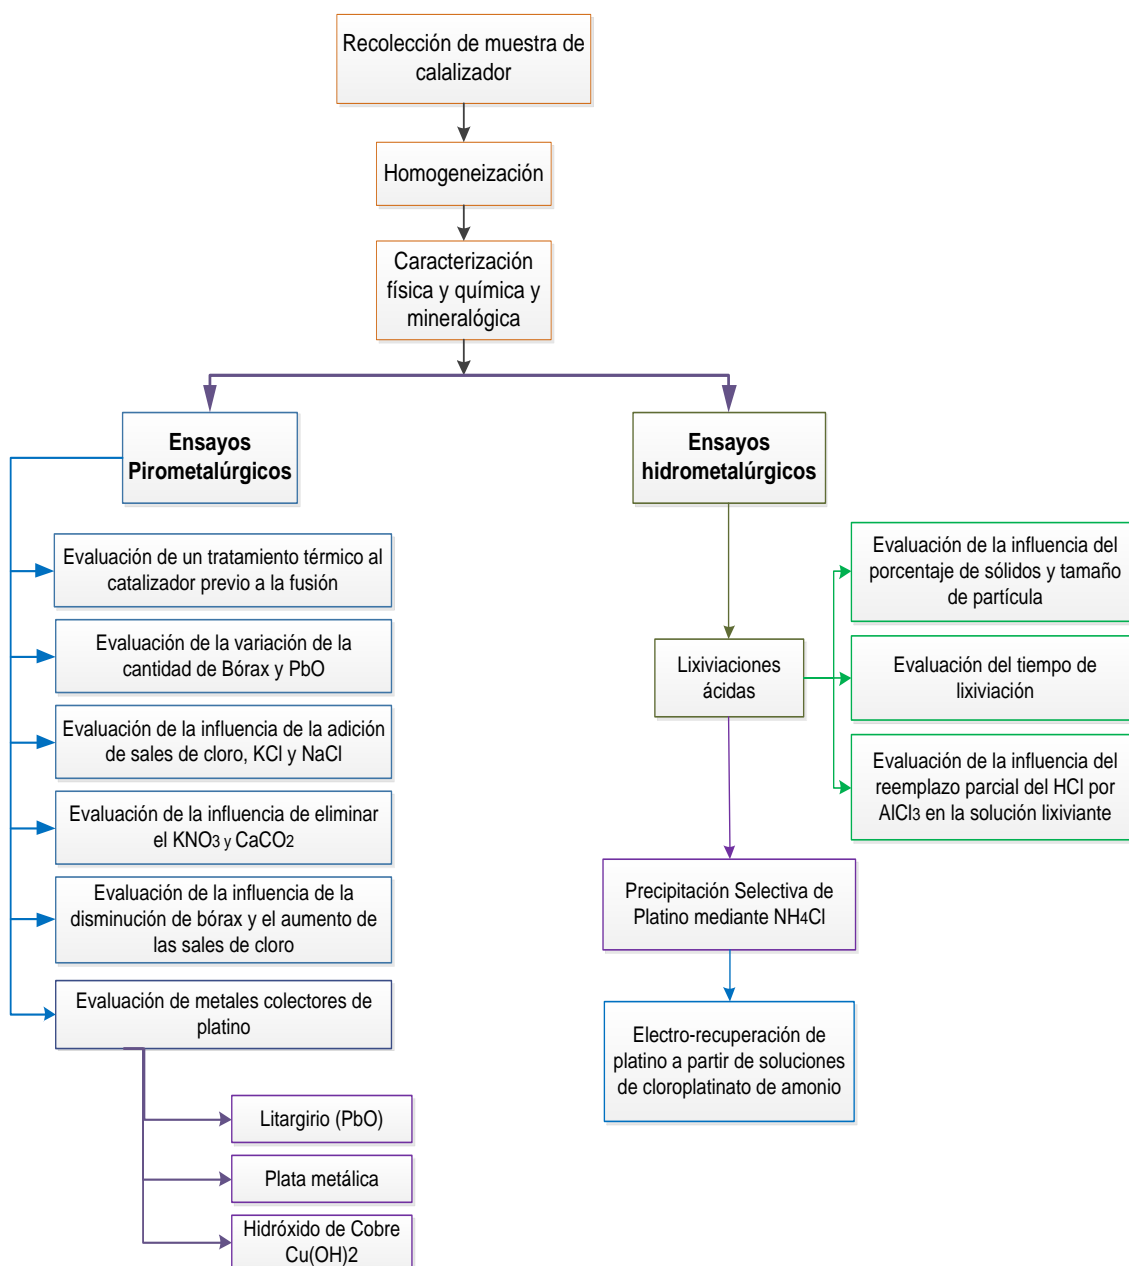 Recolección de muestra de
calalizador
Homogeneización
Caracterización
física y química y
mineralógica
Ensayos
Pirometalúrgicos
Evaluación de un tratamiento térmico al
catalizador previo a la fusión
Evaluación de la variación de la
cantidad de Bórax y PbO
Evaluación de la influencia de la adición
de sales de cloro, KCl y NaCl
Evaluación de la influencia de eliminar
el KNO3 y CaCO2
Evaluación de la influencia de la
disminución de bórax y el aumento de
las sales de cloro
Evaluación de metales colectores de
platino
Litargirio (PbO)
Plata metálica
Hidróxido de Cobre
Cu(OH)2
Ensayos
hidrometalúrgicos
Lixiviaciones
ácidas
Evaluación de la influencia del
porcentaje de sólidos y tamaño
de partícula
Evaluación del tiempo de
lixiviación
Evaluación de la influencia del
reemplazo parcial del HCl por
AlCl3 en la solución lixiviante
Precipitación Selectiva de
Platino mediante NH4Cl
Electro-recuperación de
platino a partir de soluciones
de cloroplatinato de amonio